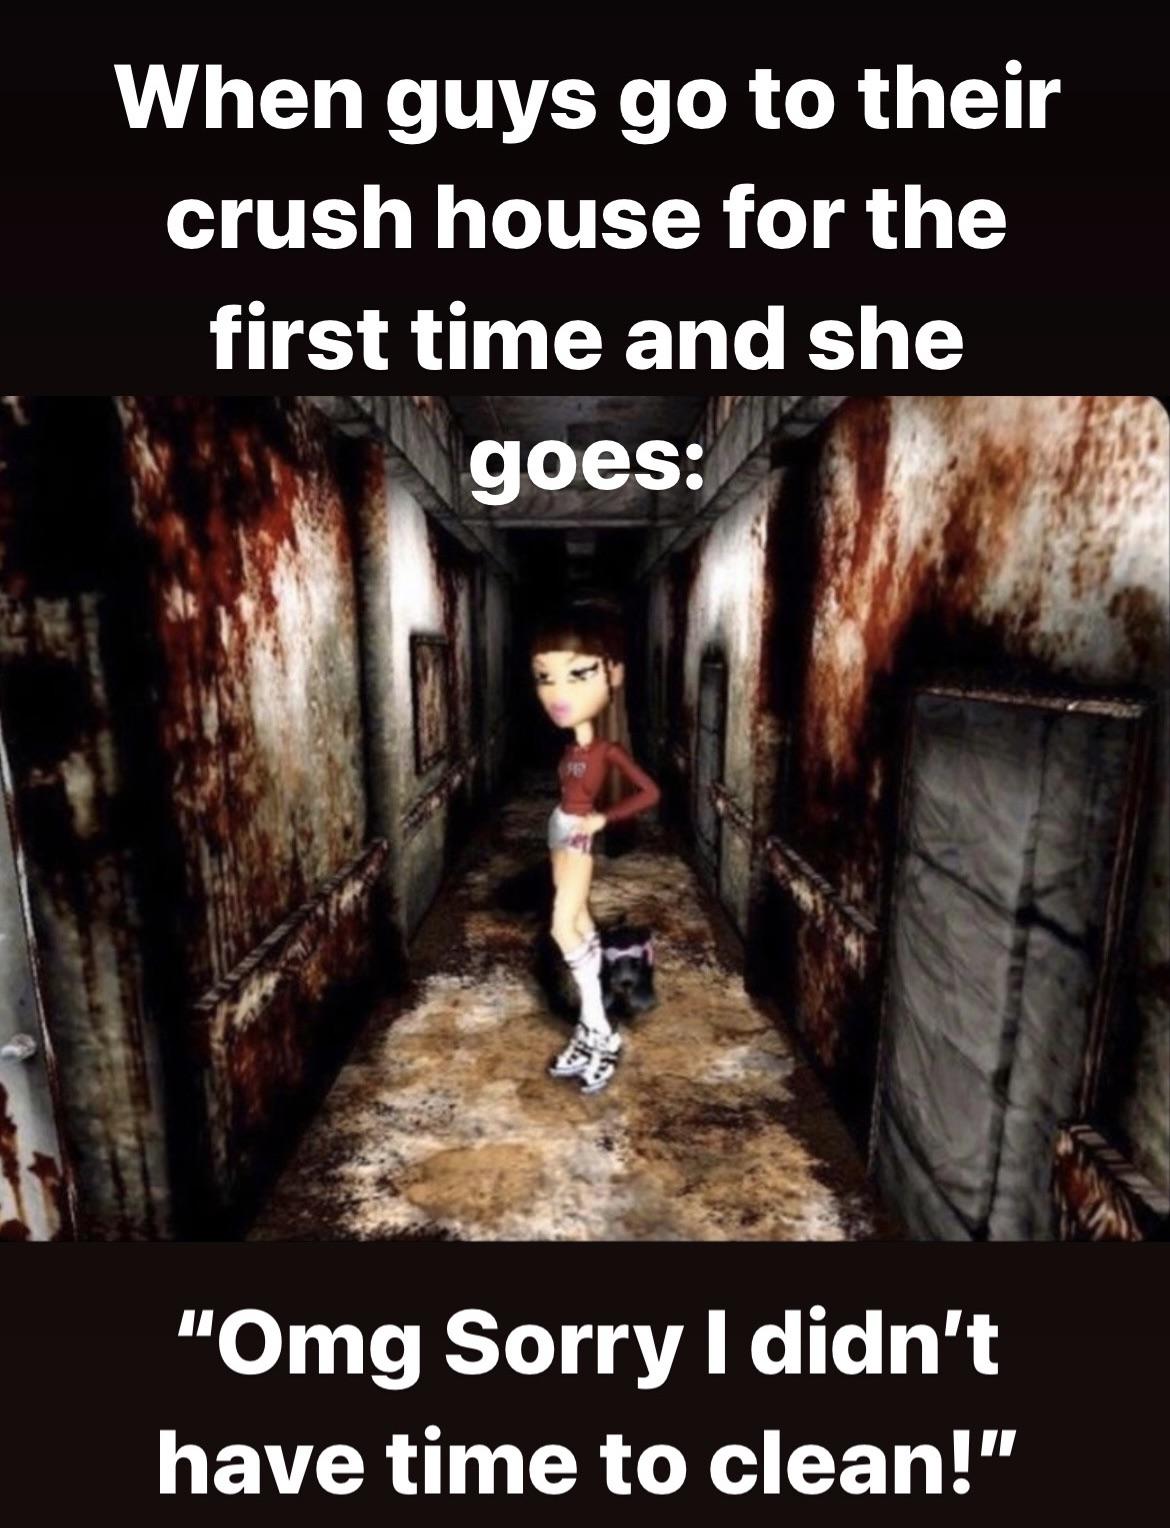 When guys go to their
crush house for the
first time and she
goes:
“Omg Sorry I didn’t
have time to clean!”